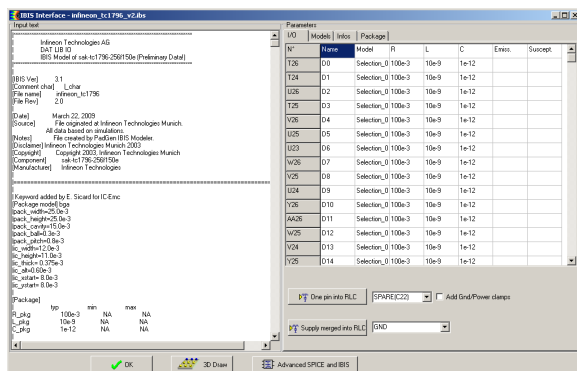 IBIS Interface - infineon_tc1796_v2.ibs
Input text
Infineon Technologies AG
DAT LIB IO
IBIS Model of sak-tc1796-256f150e (Preliminary Data!)
[IBIS Ver] 3.1
[Comment char] |_char
[File name] infineon_tc1796
[File Rev] 2.0
[Date] March 22, 2009
[Source] File originated at Infineon Technologies Munich.
All data based on simulations.
[Notes] File created by PadGen IBIS Modeler.
[Disclaimer] Infineon Technologies Munich 2003
[Copyright] Copyright 2003, Infineon Technologies Munich
[Component] sak-tc1796-256f150e
[Manufacturer] Infineon Technologies
| Keyword added by E. Sicard for IC-Emc
[Package model] bga
|pack_width=25.0e-3
|pack_height=25.0e-3
|pack_cavity=15.0e-3
|pack_ball=0.3e-3
|pack_pitch=0.8e-3
|ic_width=12.0e-3
|ic_height=11.0e-3
|ic_thick= 0.375e-3
|ic_alt=0.60e-3
|ic_xstart= 8.0e-3
|ic_ystart= 8.0e-3
[Package]
typ min max
R_pkg 100e-3 NA NA
L_pkg 10e-9 NA NA
C_pkg 1e-12 NA NA
Parameters
I/O Models Infos Package
N° Name Model R L C Emiss. Suscept.
T26 D0 Selection_0 100e-3 10e-9 1e-12
T24 D1 Selection_0 100e-3 10e-9 1e-12
U26 D2 Selection_0 100e-3 10e-9 1e-12
T25 D3 Selection_0 100e-3 10e-9 1e-12
V26 D4 Selection_0 100e-3 10e-9 1e-12
U25 D5 Selection_0 100e-3 10e-9 1e-12
U23 D6 Selection_0 100e-3 10e-9 1e-12
W26 D7 Selection_0 100e-3 10e-9 1e-12
V25 D8 Selection_0 100e-3 10e-9 1e-12
U24 D9 Selection_0 100e-3 10e-9 1e-12
Y26 D10 Selection_0 100e-3 10e-9 1e-12
AA26 D11 Selection_0 100e-3 10e-9 1e-12
W25 D12 Selection_0 100e-3 10e-9 1e-12
V24 D13 Selection_0 100e-3 10e-9 1e-12
Y25 D14 Selection_0 100e-3 10e-9 1e-12
One pin into RLC SPARE(C22) Add Gnd/Power clamps
Supply merged into RLC GND
OK 3D Draw Advanced SPICE and IBIS